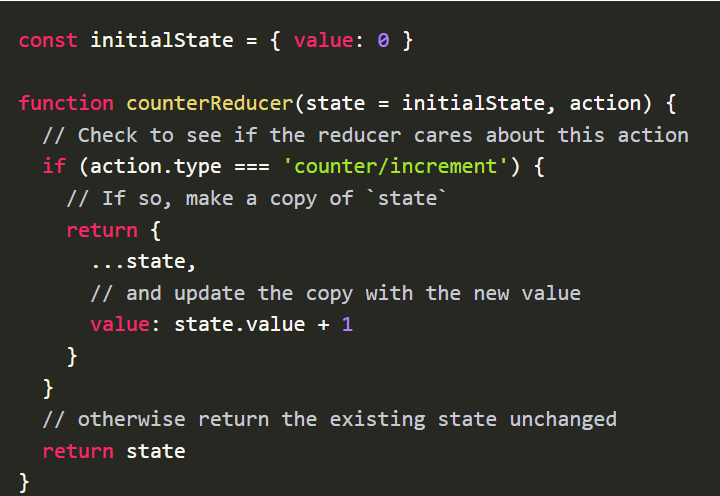 const initialState = { value: 0 }

function counterReducer(state = initialState, action) {
  // Check to see if the reducer cares about this action
  if (action.type === 'counter/increment') {
    // If so, make a copy of `state`
    return {
      ...state,
      // and update the copy with the new value
      value: state.value + 1
    }
  }
  // otherwise return the existing state unchanged
  return state
}